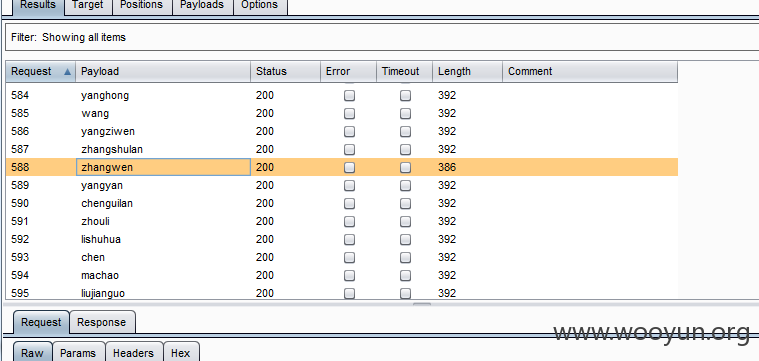 Results Target Positions Payloads Options
Filter: Showing all items
Request Payload Status Error Timeout Length Comment
584 yanghong 200 392
585 wang 200 392
586 yangziwen 200 392
587 zhangshulan 200 392
588 zhangwen 200 386
589 yangyan 200 392
590 chenguilan 200 392
591 zhouli 200 392
592 lishuhua 200 392
593 chen 200 392
594 machao 200 392
595 liujianguo 200 392
Request Response
www.wooyun.org
Raw Params Headers Hex